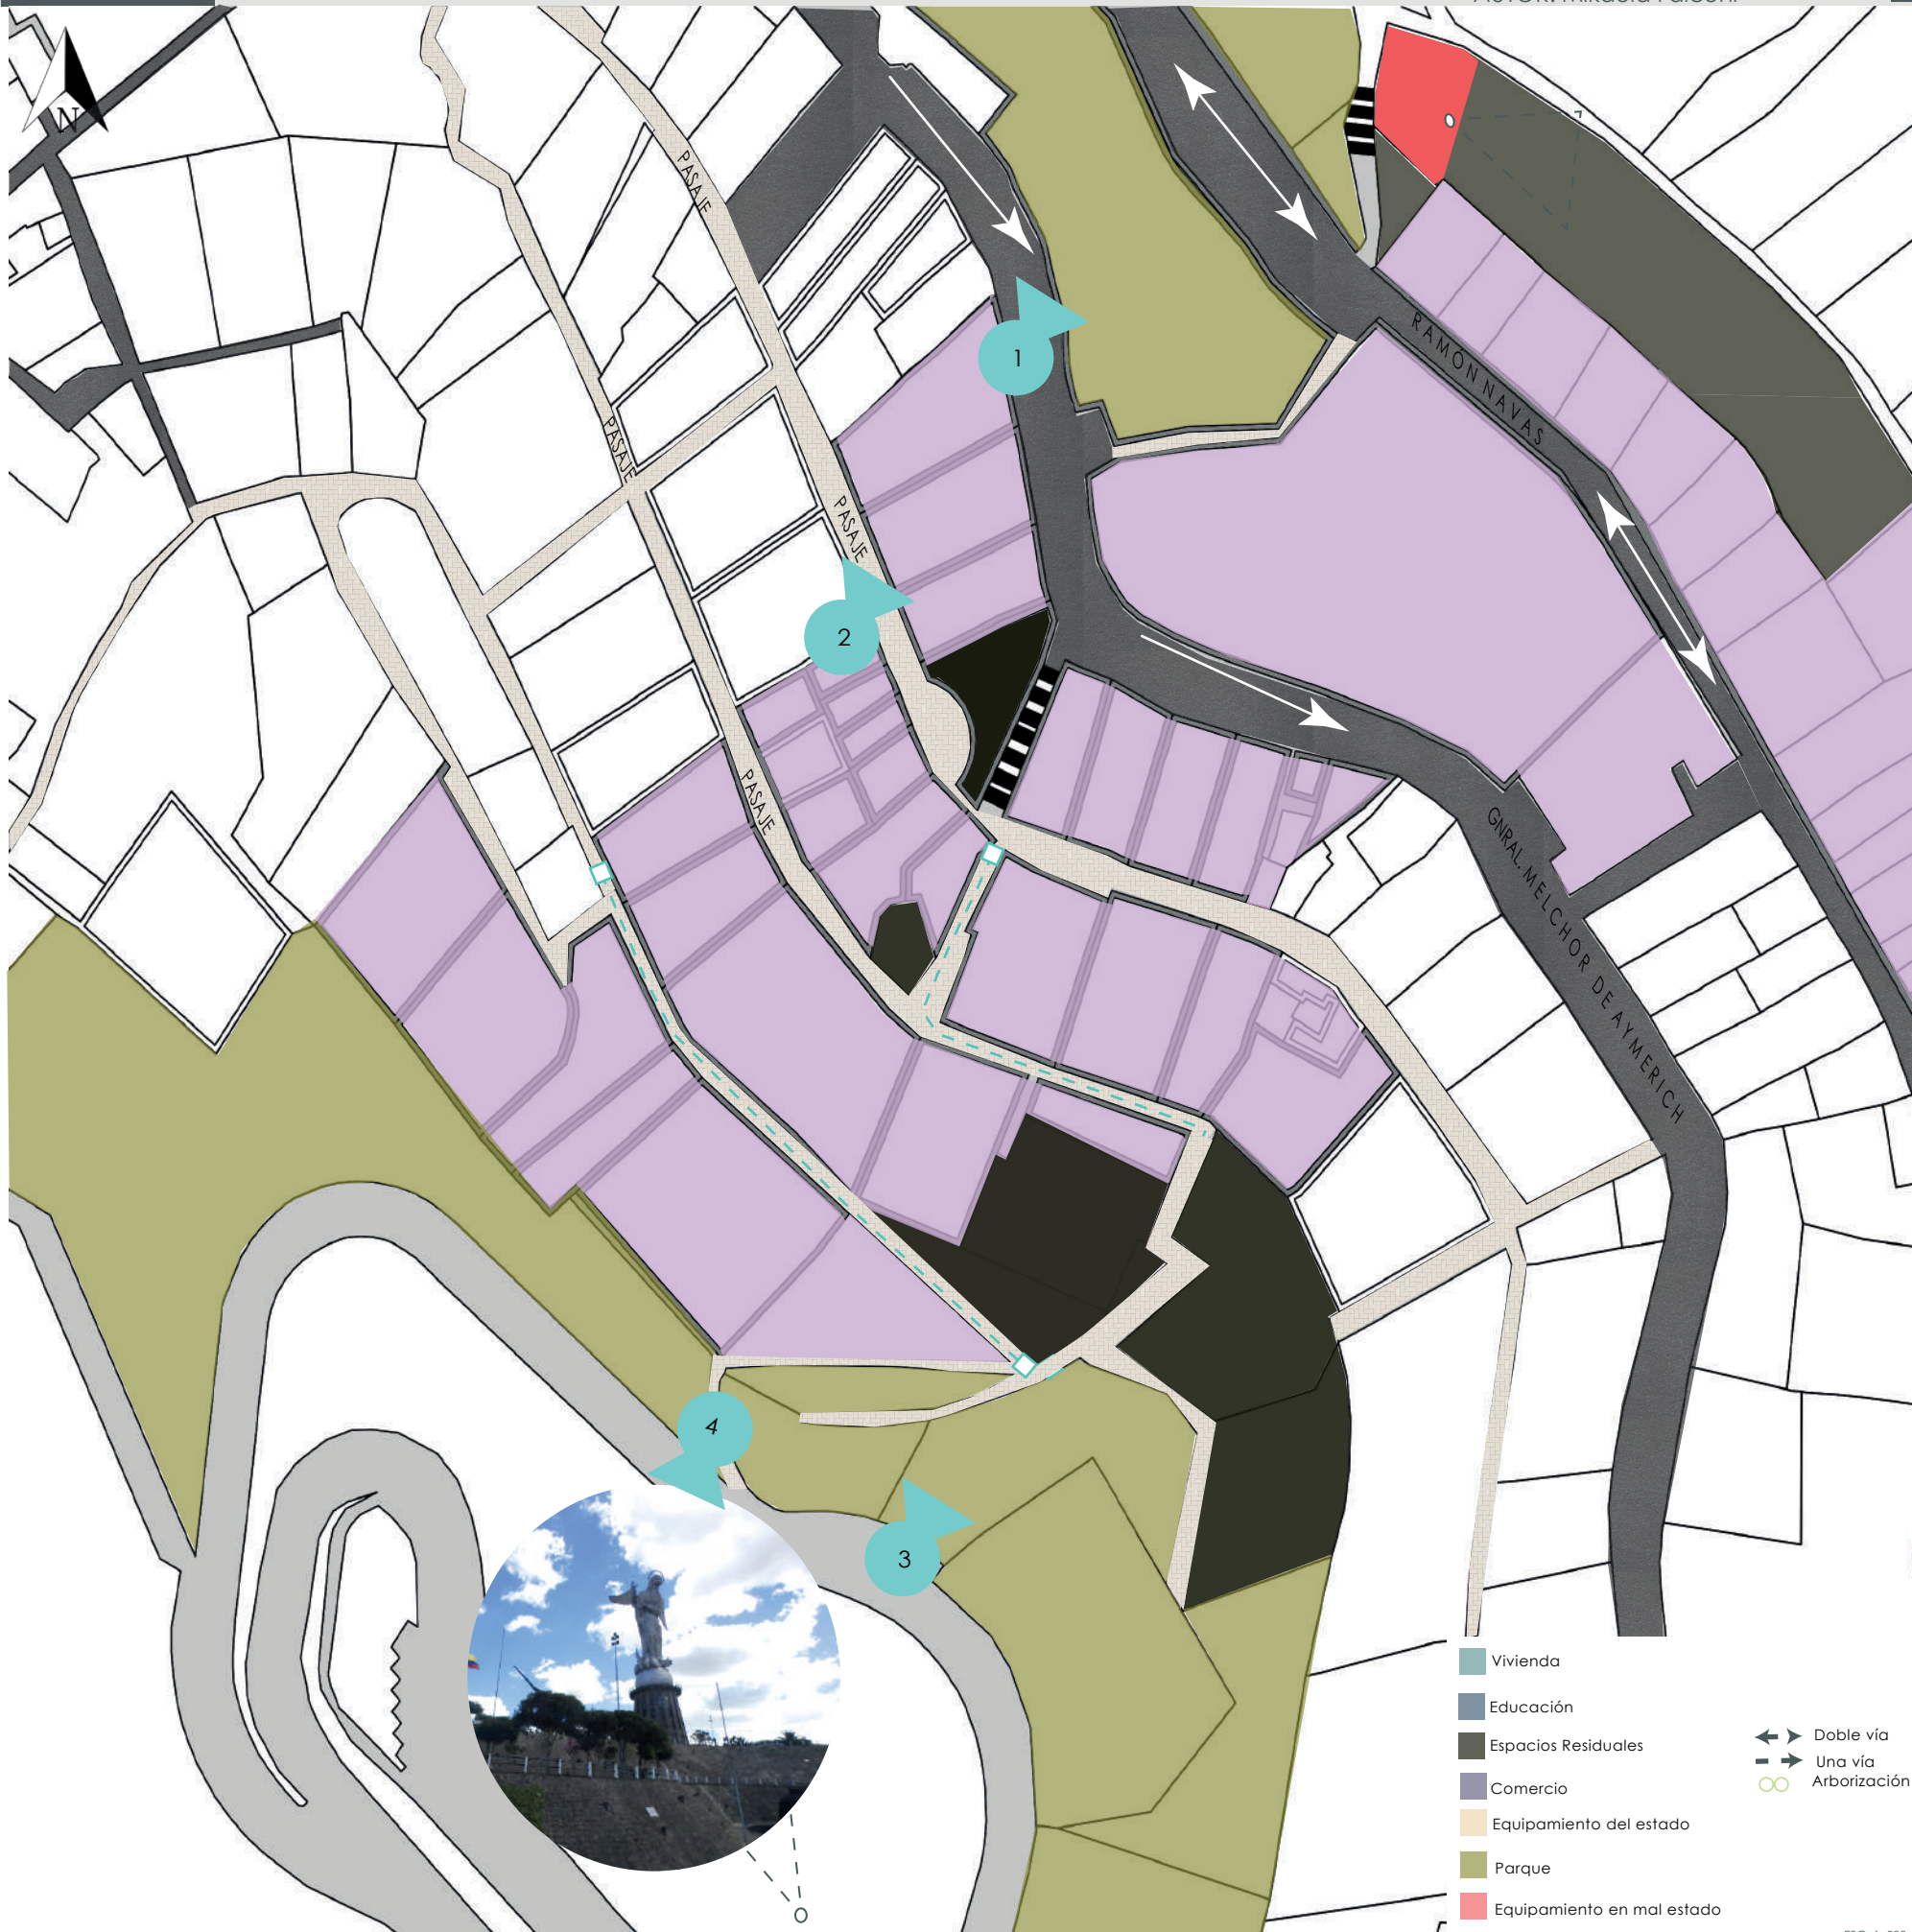 N
PASAJE
PASAJE
PASAJE
PASAJE
RAMÓN NAVAS
GNRAL. MELCHOR DE AYMERICH
1
2
3
4
Vivienda
Educación
Espacios Residuales
Comercio
Equipamiento del estado
Parque
Equipamiento en mal estado
Doble vía
Una vía
Arborización